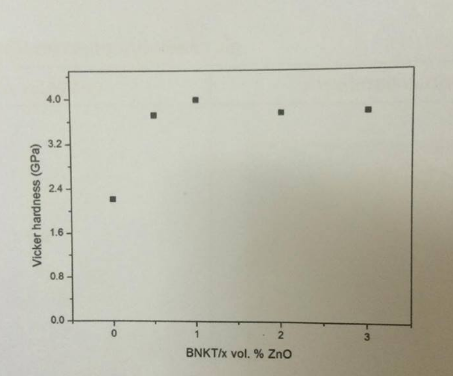 4.0
3.2
2.4
1.6
0.8
0.0
Vicker hardness (GPa)
0 1 2 3
BNKT/x vol. % ZnO